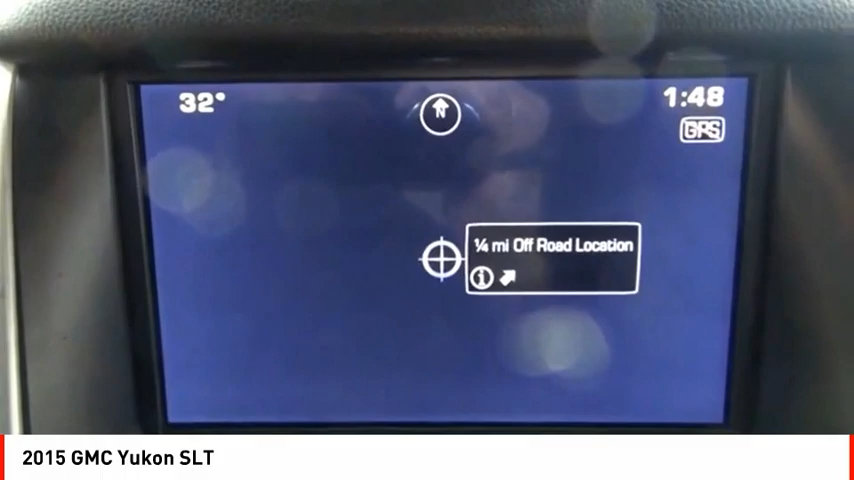 32°
N
1:48
GPS
¼ mi Off Road Location
i
2015 GMC Yukon SLT